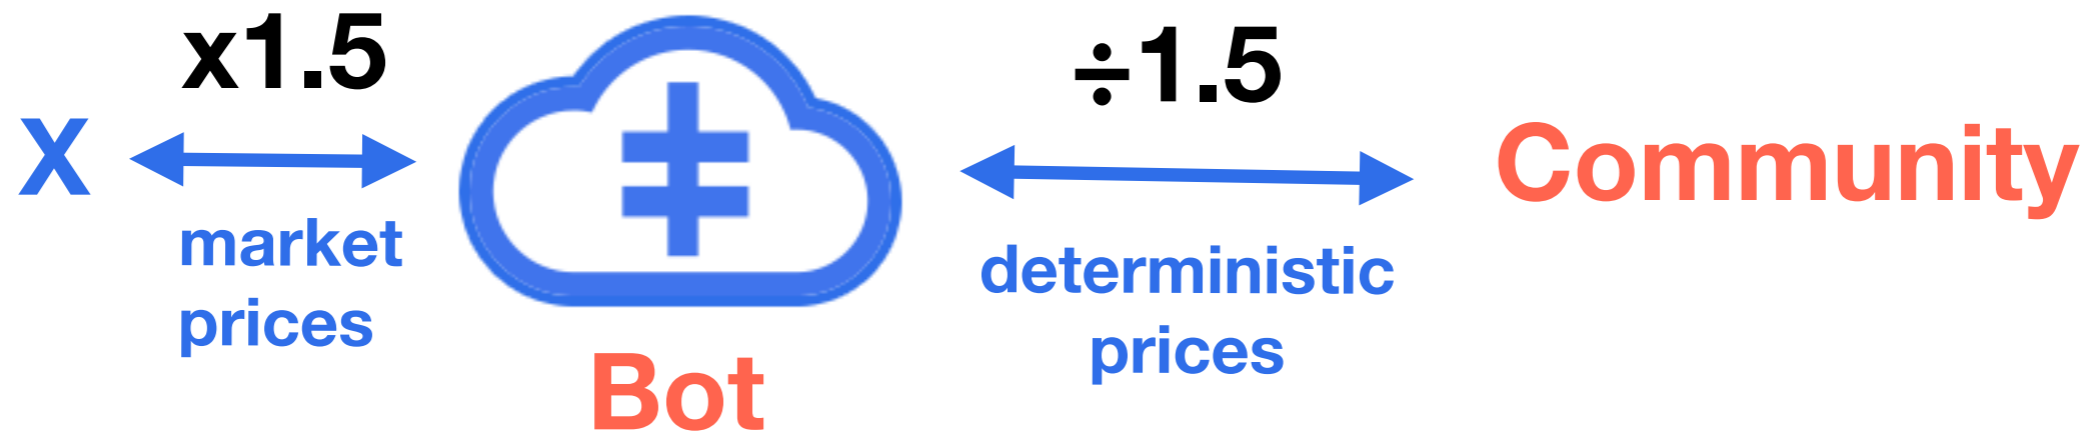 x1.5
÷1.5
X
Community
market
prices
deterministic
prices
Bot